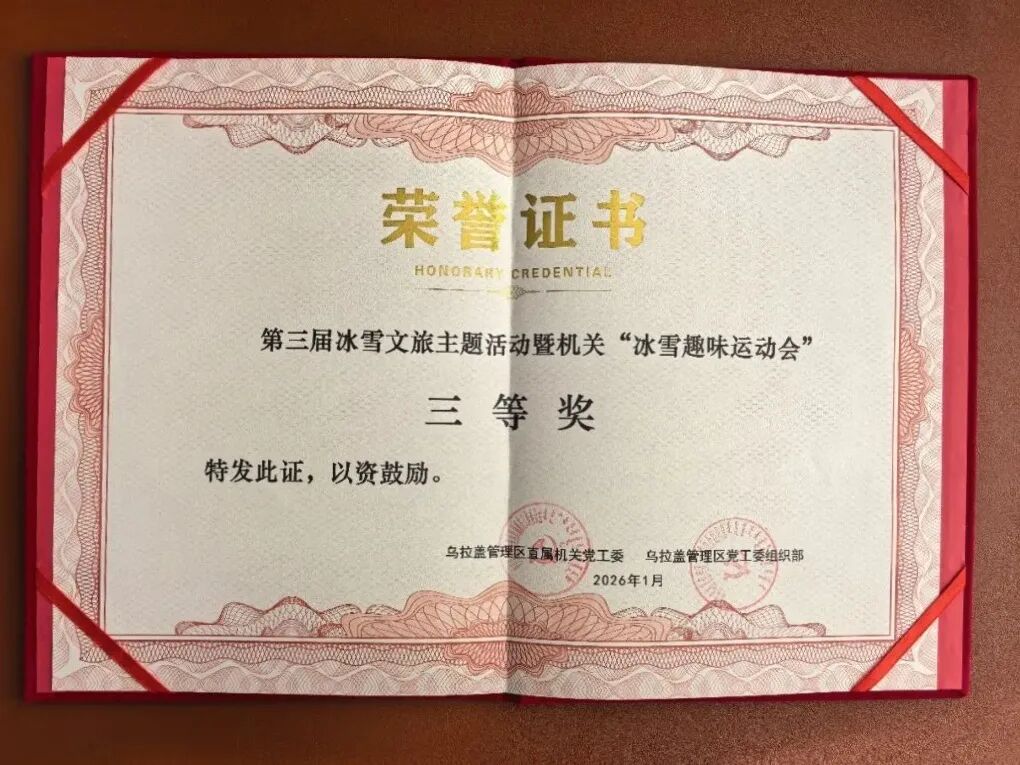 荣誉证书
HONORARY CREDENTIAL
第三届冰雪文旅主题活动暨机关“冰雪趣味运动会”
三等奖
特发此证，以资鼓励。
乌拉盖管理区直属机关党工委 乌拉盖管理区党工委组织部
2026年1月